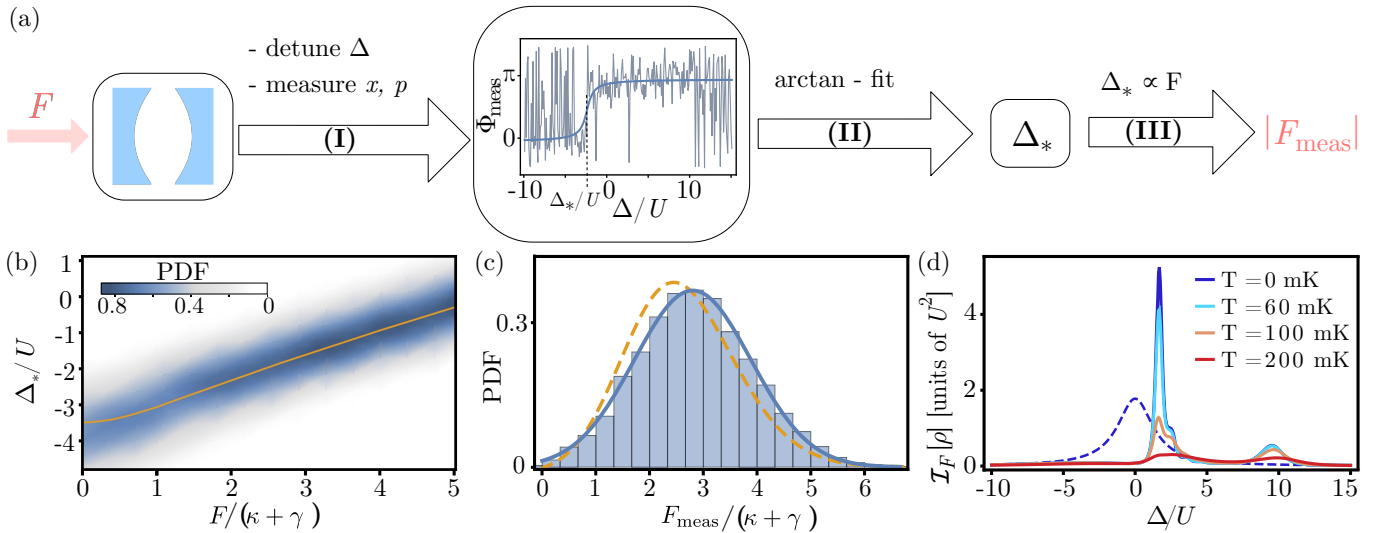 (a)
F
- detune Δ
- measure x, p
(I)
Φmeas
π
0
-10
Δ*/U
0
10
Δ/U
arctan - fit
(II)
Δ*
Δ* ∝ F
(III)
|Fmeas|
(b)
PDF
0.8
0.4
0
1
0
-1
-2
-3
-4
Δ*/U
0
1
2
3
4
5
F/(κ + γ)
(c)
0.3
0
PDF
0
1
2
3
4
5
6
Fmeas/(κ + γ)
(d)
T =0 mK
T =60 mK
T =100 mK
T =200 mK
4
2
0
ℐF [ρ] [units of U²]
-10
-5
0
5
10
15
Δ/U